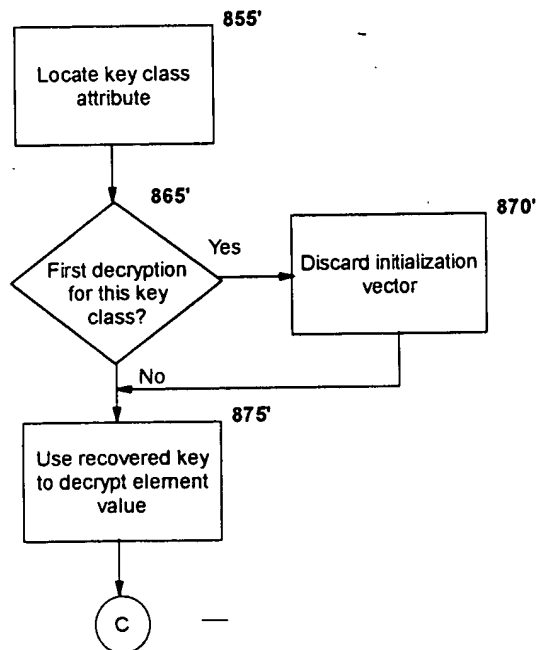 855'
Locate key class
attribute
865'
First decryption
for this key
class?
Yes
870'
Discard initialization
vector
No
875'
Use recovered key
to decrypt element
value
C